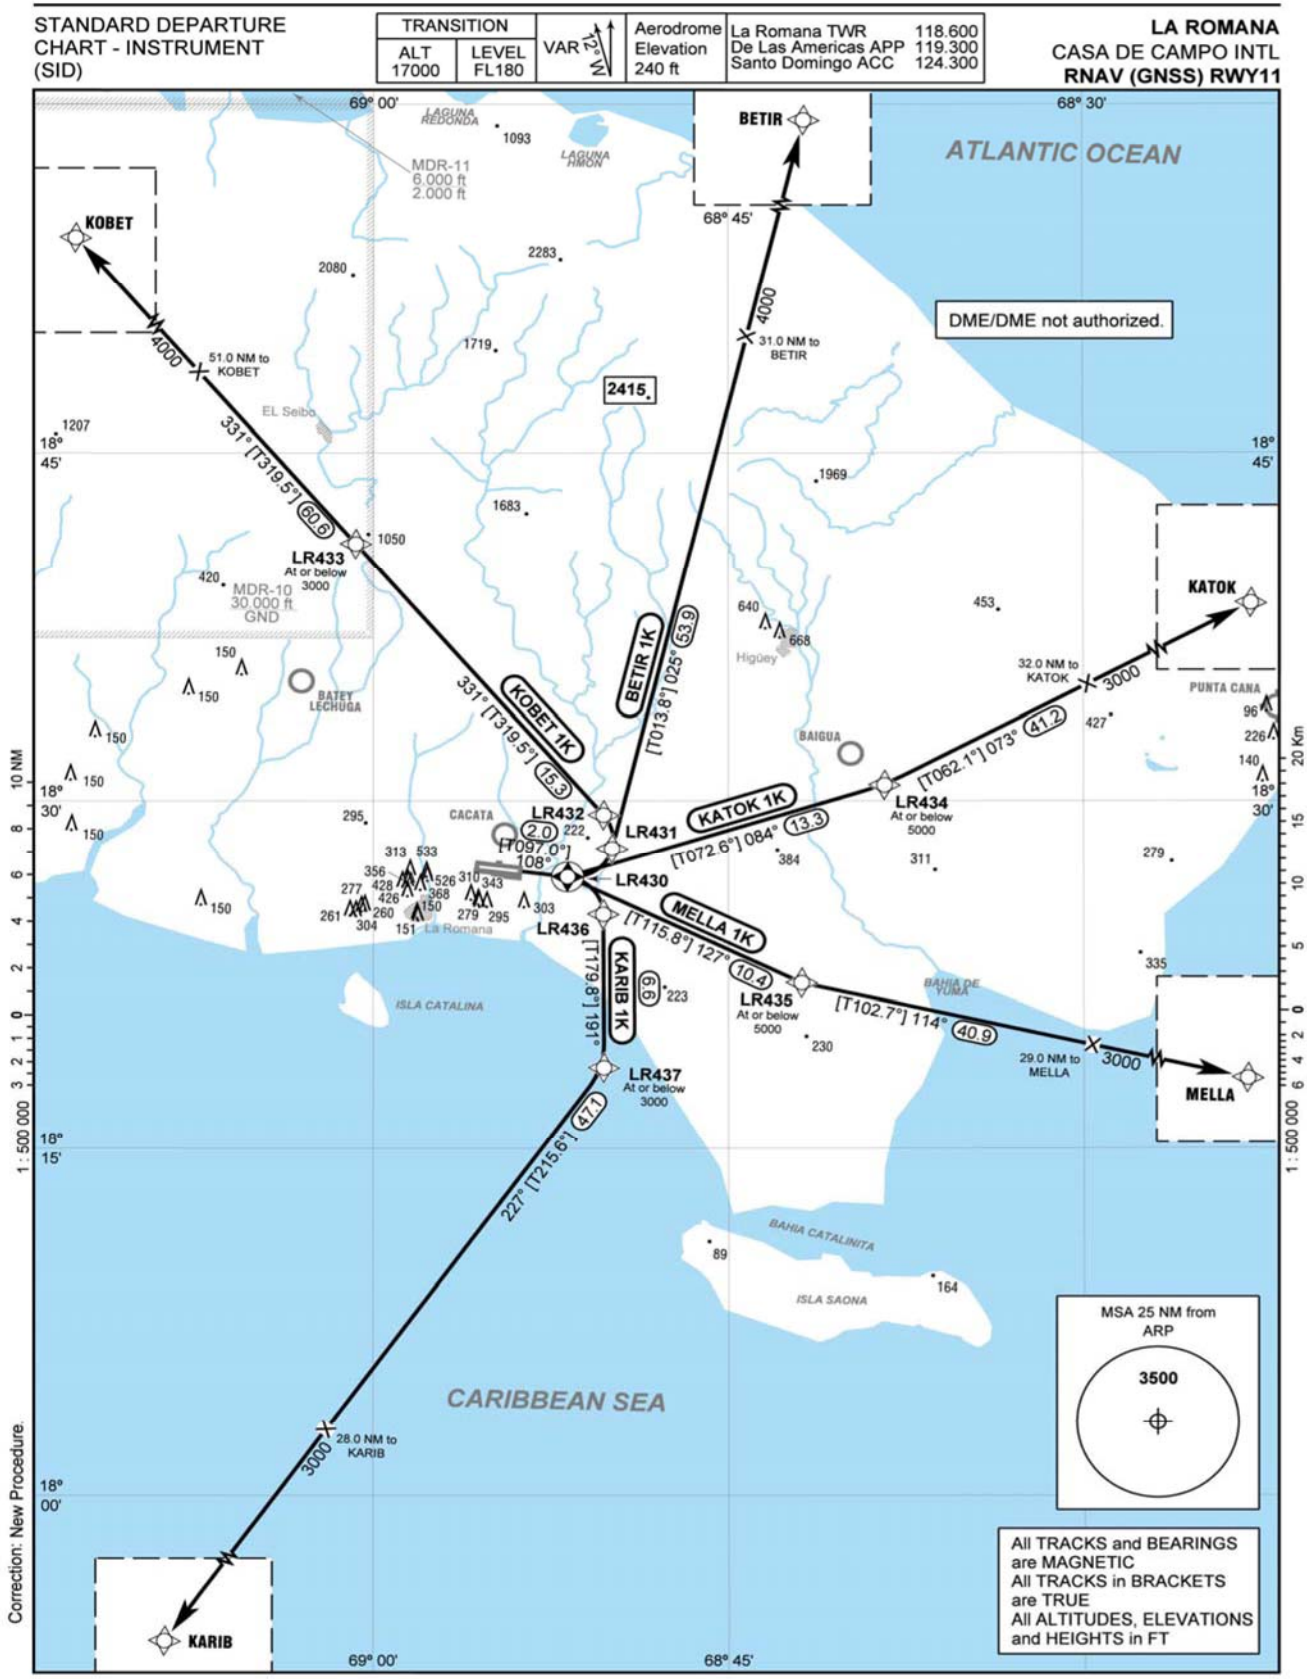 STANDARD DEPARTURE
CHART - INSTRUMENT
(SID)
TRANSITION
ALT
17000
LEVEL
FL180
VAR 12° W
Aerodrome
Elevation
240 ft
La Romana TWR 118.600
De Las Americas APP 119.300
Santo Domingo ACC 124.300
LA ROMANA
CASA DE CAMPO INTL
RNAV (GNSS) RWY11
69° 00'
68° 30'
LAGUNA
REDONDA
1093
LAGUNA
HMON
BETIR
ATLANTIC OCEAN
MDR-11
6.000 ft
2.000 ft
68° 45'
KOBET
2080
2283
4000
DME/DME not authorized.
4000
51.0 NM to
KOBET
1719
31.0 NM to
BETIR
2415
EL Seibo
1207
18°
45'
18°
45'
331° [T319.5°] 60.6
1969
1683
1050
LR433
At or below
3000
420
MDR-10
30.000 ft
GND
KATOK
453
640
668
Higüey
BETIR 1K
[T013.8°] 025° 53.9
32.0 NM to
KATOK
3000
PUNTA CANA
96
226
140
427
150
150
BATEY
LECHUGA
150
150
150
KOBET 1K
331° [T319.5°] 15.3
BAIGUA
[T062.1°] 073° 41.2
10 NM
20 Km
18°
30'
18°
30'
LR434
At or below
5000
KATOK 1K
[T072.6°] 084° 13.3
CACATA
295
LR432
222
2.0
[T097.0°]
108°
LR431
LR430
384
311
279
8
6
4
2
0
1
2
3
15
10
5
0
2
4
6
313
533
356
428
426
526
368
150
277
261
304
260
151
La Romana
310
343
279
295
303
150
LR436
MELLA 1K
[T115.8°] 127° 10.4
KARIB 1K
[T179.8°] 191°
6.6
223
LR435
At or below
5000
230
[T102.7°] 114° 40.9
BAHIA DE
YUMA
335
ISLA CATALINA
29.0 NM to
MELLA
3000
MELLA
LR437
At or below
3000
1 : 500 000
1 : 500 000
18°
15'
227° [T215.6°] 47.1
BAHIA CATALINITA
89
164
ISLA SAONA
MSA 25 NM from
ARP
3500
CARIBBEAN SEA
28.0 NM to
KARIB
3000
18°
00'
KARIB
All TRACKS and BEARINGS
are MAGNETIC
All TRACKS in BRACKETS
are TRUE
All ALTITUDES, ELEVATIONS
and HEIGHTS in FT
69° 00'
68° 45'
Correction: New Procedure.